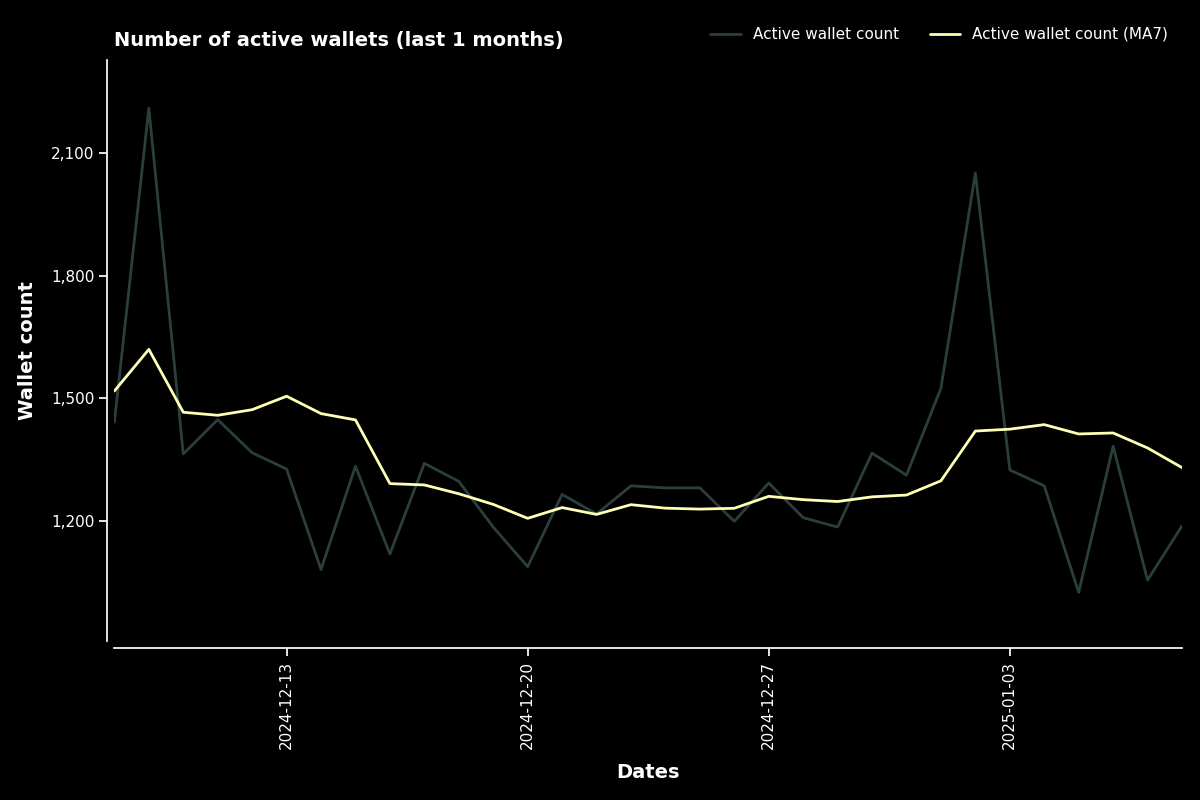 Number of active wallets (last 1 months)
Active wallet count
Active wallet count (MA7)
Wallet count
2,100
1,800
1,500
1,200
2024-12-13
2024-12-20
2024-12-27
2025-01-03
Dates